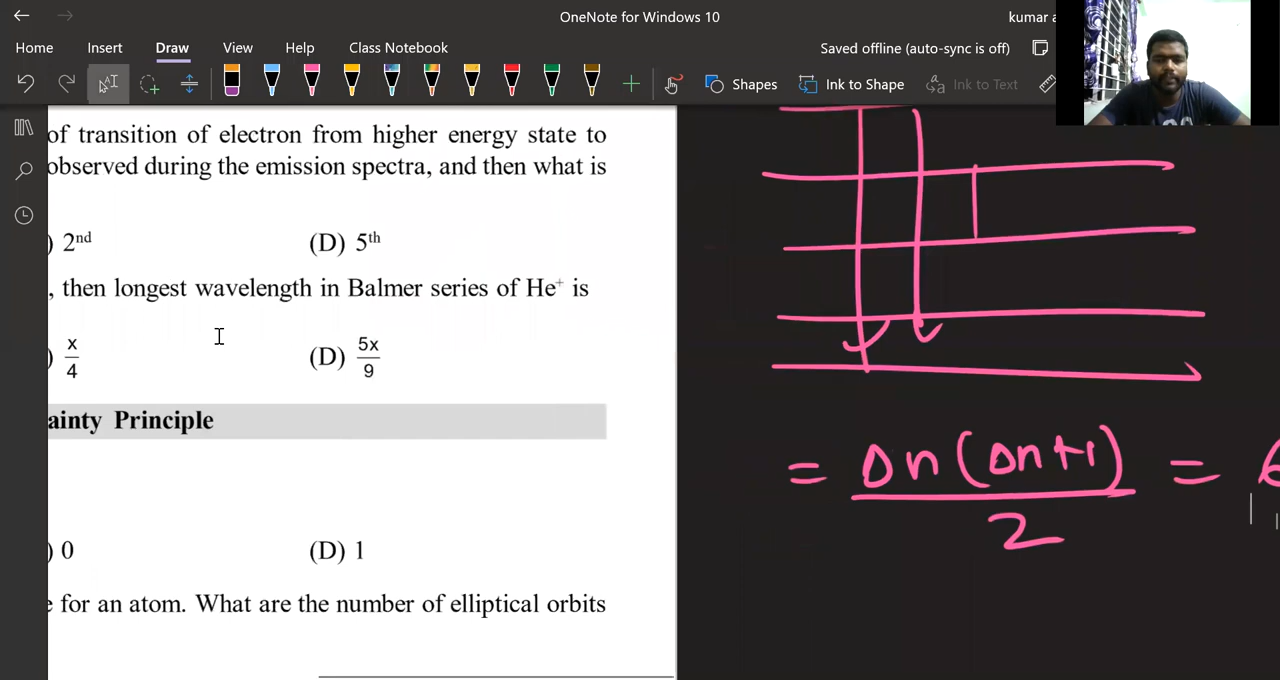 OneNote for Windows 10
kumar a
Home Insert Draw View Help Class Notebook
Saved offline (auto-sync is off)
Shapes Ink to Shape Ink to Text
of transition of electron from higher energy state to
observed during the emission spectra, and then what is
) 2nd (D) 5th
, then longest wavelength in Balmer series of He+ is
) x/4 (D) 5x/9
ainty Principle
) 0 (D) 1
e for an atom. What are the number of elliptical orbits
= Δn(Δn+1)/2 = 6